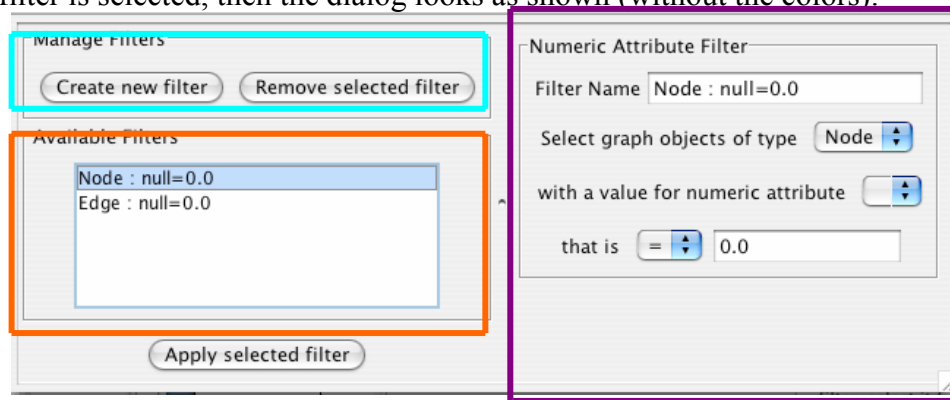 filter is selected, then the dialog looks as shown (without the colors).
Manage Filters
Create new filter
Remove selected filter
Available Filters
Node : null=0.0
Edge : null=0.0
Apply selected filter
Numeric Attribute Filter
Filter Name Node : null=0.0
Select graph objects of type Node
with a value for numeric attribute
that is = 0.0